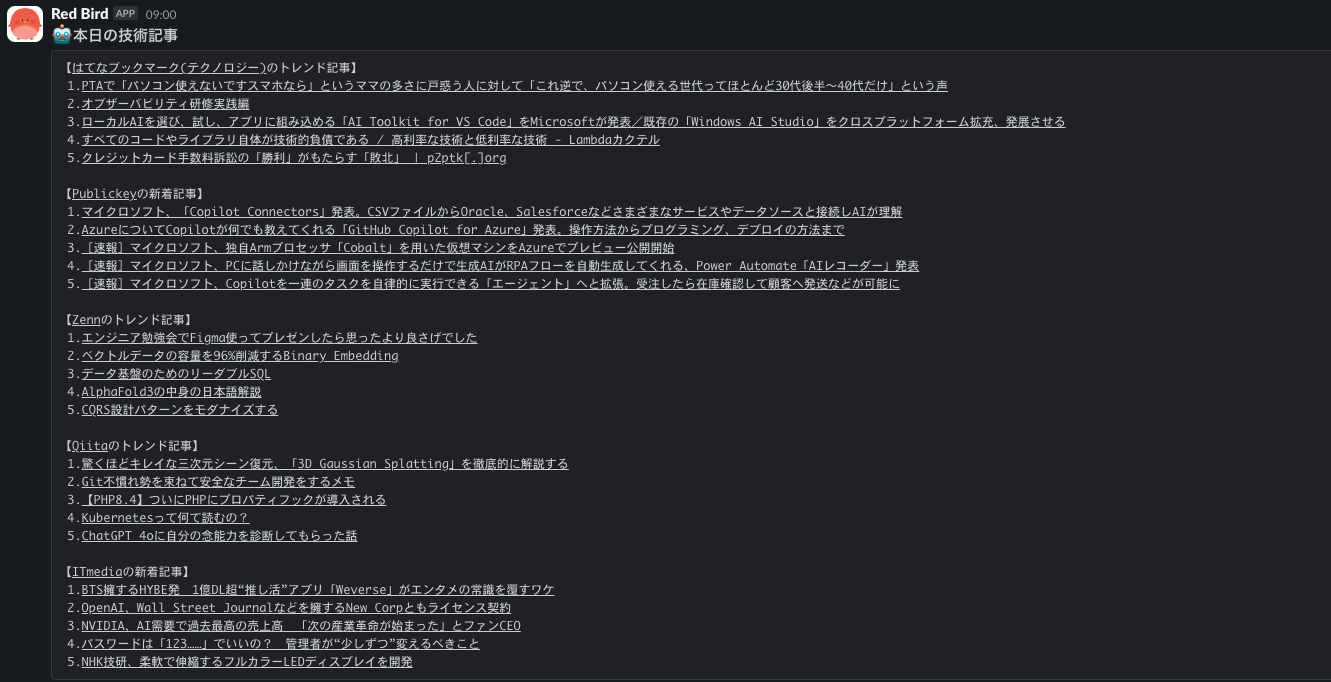 Red Bird APP 09:00
🤖本日の技術記事
【はてなブックマーク(テクノロジー)のトレンド記事】
1.PTAで「パソコン使えないですスマホなら」というママの多さに戸惑う人に対して「これ逆で、パソコン使える世代ってほとんど30代後半〜40代だけ」という声
2.オブザーバビリティ研修実践編
3.ローカルAIを選び、試し、アプリに組み込める「AI Toolkit for VS Code」をMicrosoftが発表／既存の「Windows AI Studio」をクロスプラットフォーム拡充、発展させる
4.すべてのコードやライブラリ自体が技術的負債である / 高利率な技術と低利率な技術 - Lambdaカクテル
5.クレジットカード手数料訴訟の「勝利」がもたらす「敗北」 | p2ptk[.]org
【Publickeyの新着記事】
1.マイクロソフト、「Copilot Connectors」発表。CSVファイルからOracle、Salesforceなどさまざまなサービスやデータソースと接続しAIが理解
2.AzureについてCopilotが何でも教えてくれる「GitHub Copilot for Azure」発表。操作方法からプログラミング、デプロイの方法まで
3.［速報］マイクロソフト、独自Armプロセッサ「Cobalt」を用いた仮想マシンをAzureでプレビュー公開開始
4.［速報］マイクロソフト、PCに話しかけながら画面を操作するだけで生成AIがRPAフローを自動生成してくれる、Power Automate「AIレコーダー」発表
5.［速報］マイクロソフト、Copilotを一連のタスクを自律的に実行できる「エージェント」へと拡張。受注したら在庫確認して顧客へ発送などが可能に
【Zennのトレンド記事】
1.エンジニア勉強会でFigma使ってプレゼンしたら思ったより良さげでした
2.ベクトルデータの容量を96%削減するBinary Embedding
3.データ基盤のためのリーダブルSQL
4.AlphaFold3の中身の日本語解説
5.CQRS設計パターンをモダナイズする
【Qiitaのトレンド記事】
1.驚くほどキレイな三次元シーン復元、「3D Gaussian Splatting」を徹底的に解説する
2.Git不慣れ勢を束ねて安全なチーム開発をするメモ
3.【PHP8.4】ついにPHPにプロパティフックが導入される
4.Kubernetesって何て読むの？
5.ChatGPT 4oに自分の念能力を診断してもらった話
【ITmediaの新着記事】
1.BTS擁するHYBE発　1億DL超“推し活”アプリ「Weverse」がエンタメの常識を覆すワケ
2.OpenAI、Wall Street Journalなどを擁するNew Corpともライセンス契約
3.NVIDIA、AI需要で過去最高の売上高　「次の産業革命が始まった」とファンCEO
4.パスワードは「123……」でいいの？　管理者が“少しずつ”変えるべきこと
5.NHK技研、柔軟で伸縮するフルカラーLEDディスプレイを開発